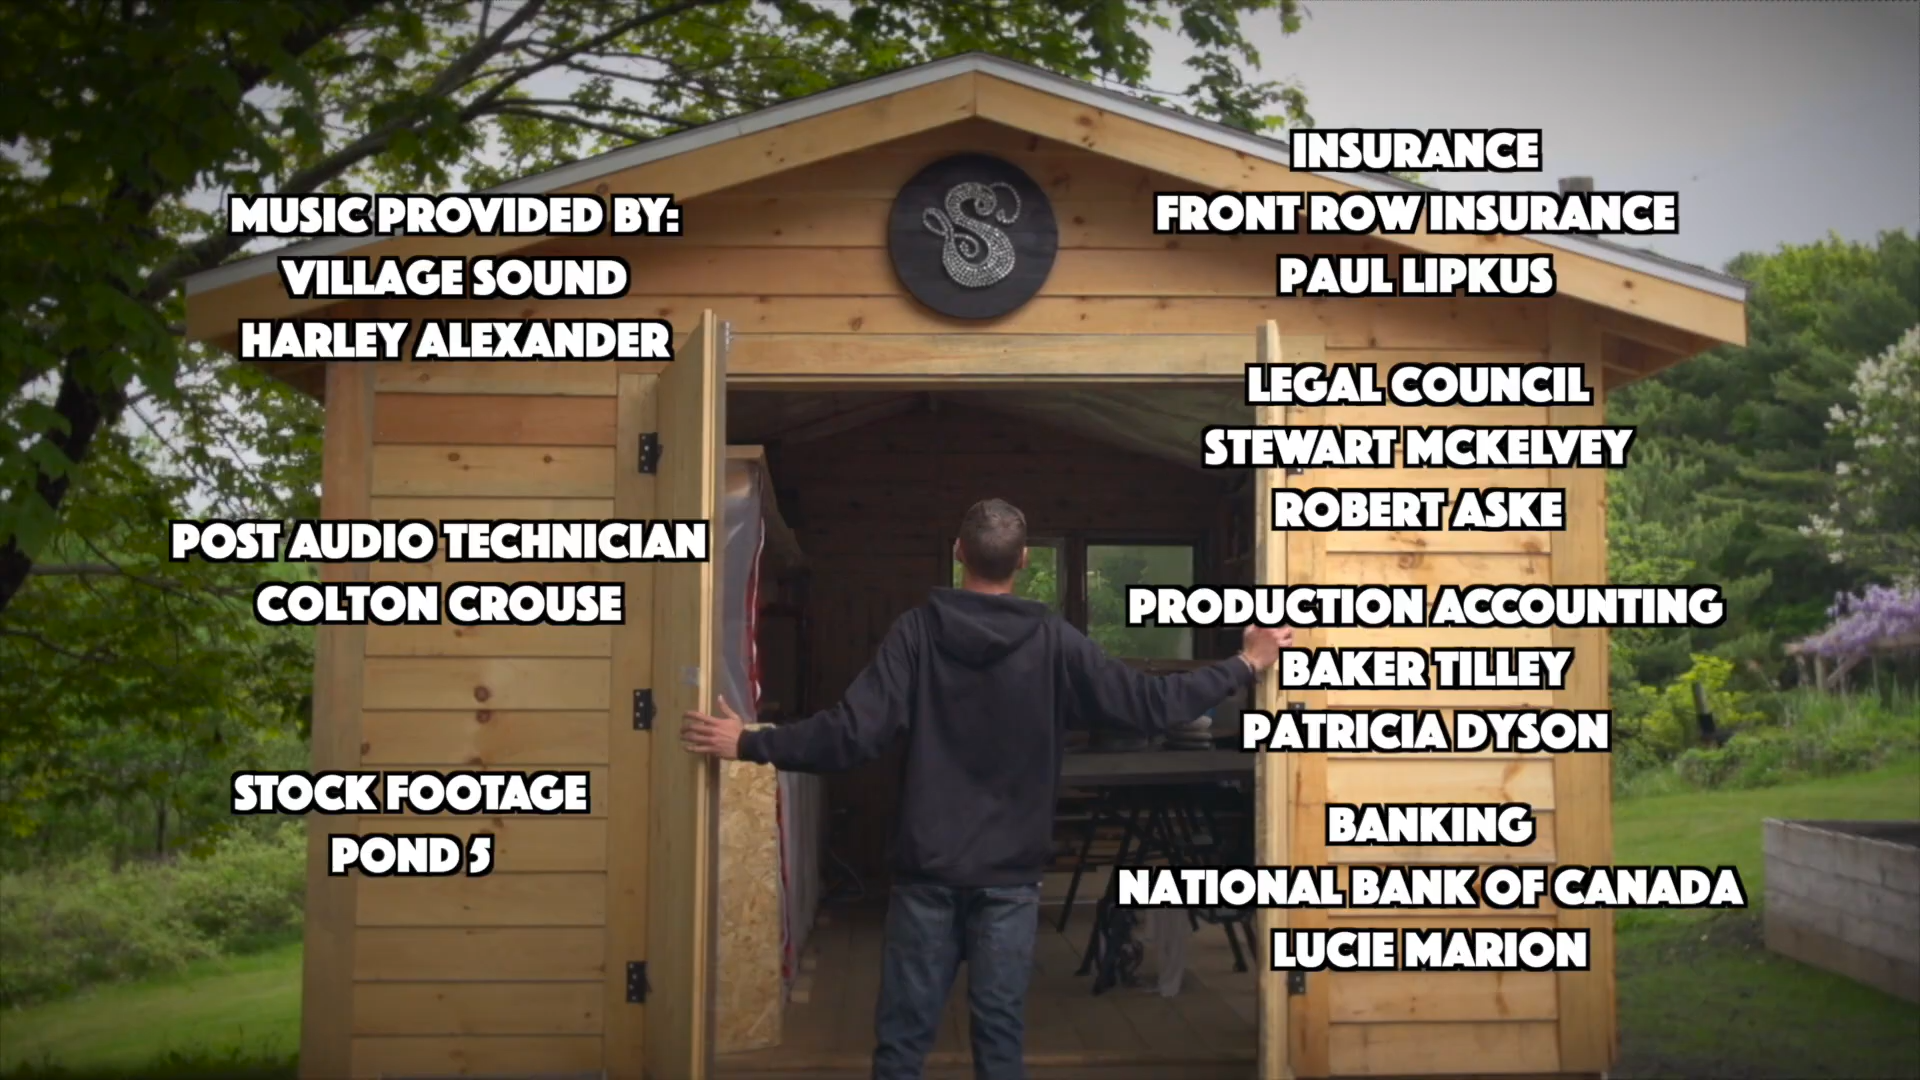 MUSIC PROVIDED BY:
VILLAGE SOUND
HARLEY ALEXANDER
POST AUDIO TECHNICIAN
COLTON CROUSE
STOCK FOOTAGE
POND 5
S
INSURANCE
FRONT ROW INSURANCE
PAUL LIPKUS
LEGAL COUNCIL
STEWART MCKELVEY
ROBERT ASKE
PRODUCTION ACCOUNTING
BAKER TILLEY
PATRICIA DYSON
BANKING
NATIONAL BANK OF CANADA
LUCIE MARION